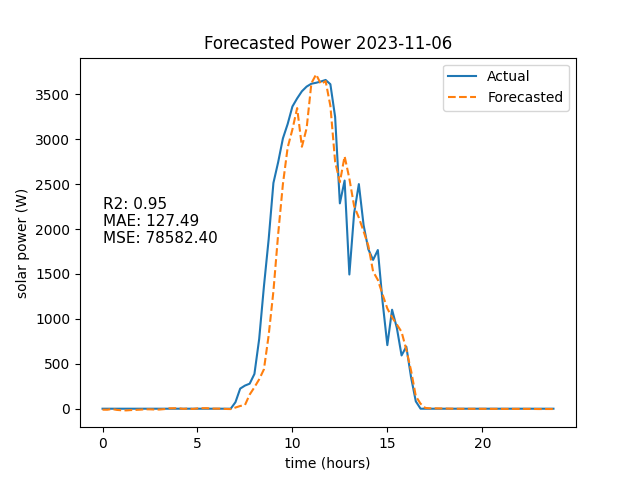 Forecasted Power 2023-11-06
Actual
Forecasted
3500
3000
2500
2000
1500
1000
500
0
solar power (W)
R2: 0.95
MAE: 127.49
MSE: 78582.40
0 5 10 15 20
time (hours)